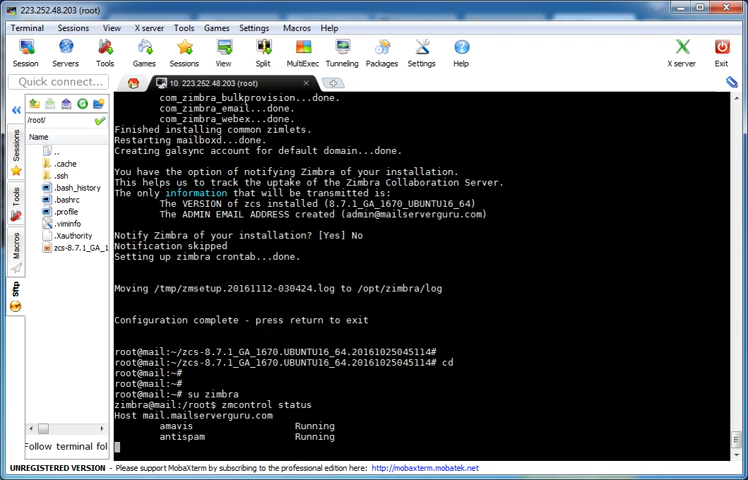 223.252.48.203 (root)
Terminal Sessions View X server Tools Games Settings Macros Help
Session Servers Tools Games Sessions View Split MultiExec Tunneling Packages Settings Help X server Exit
Quick connect...
10. 223.252.48.203 (root)
/root/
Name
..
.cache
.ssh
.bash_history
.bashrc
.profile
.viminfo
.Xauthority
zcs-8.7.1_GA_1
Sessions
Tools
Macros
Sftp
Follow terminal fol
com_zimbra_bulkprovision...done.
com_zimbra_email...done.
com_zimbra_webex...done.
Finished installing common zimlets.
Restarting mailboxd...done.
Creating galsync account for default domain...done.
You have the option of notifying Zimbra of your installation.
This helps us to track the uptake of the Zimbra Collaboration Server.
The only information that will be transmitted is:
The VERSION of zcs installed (8.7.1_GA_1670_UBUNTU16_64)
The ADMIN EMAIL ADDRESS created (admin@mailserverguru.com)
Notify Zimbra of your installation? [Yes] No
Notification skipped
Setting up zimbra crontab...done.
Moving /tmp/zmsetup.20161112-030424.log to /opt/zimbra/log
Configuration complete - press return to exit
root@mail:~/zcs-8.7.1_GA_1670.UBUNTU16_64.20161025045114#
root@mail:~/zcs-8.7.1_GA_1670.UBUNTU16_64.20161025045114# cd
root@mail:~#
root@mail:~#
root@mail:~# su zimbra
zimbra@mail:/root$ zmcontrol status
Host mail.mailserverguru.com
amavis Running
antispam Running
UNREGISTERED VERSION - Please support MobaXterm by subscribing to the professional edition here: http://mobaxterm.mobatek.net